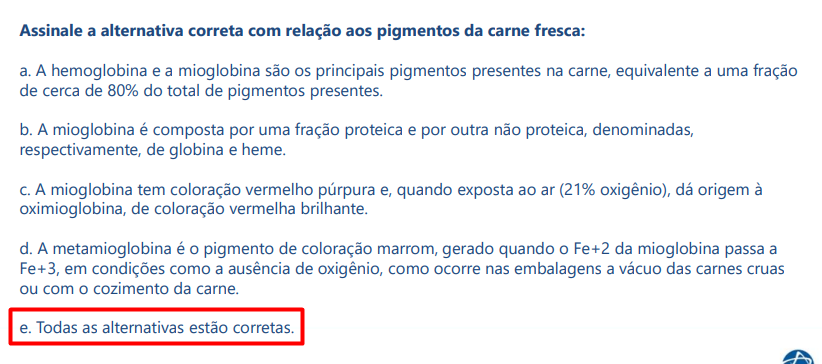 Assinale a alternativa correta com relação aos pigmentos da carne fresca:
a. A hemoglobina e a mioglobina são os principais pigmentos presentes na carne, equivalente a uma fração
de cerca de 80% do total de pigmentos presentes.
b. A mioglobina é composta por uma fração proteica e por outra não proteica, denominadas,
respectivamente, de globina e heme.
c. A mioglobina tem coloração vermelho púrpura e, quando exposta ao ar (21% oxigênio), dá origem à
oximioglobina, de coloração vermelha brilhante.
d. A metamioglobina é o pigmento de coloração marrom, gerado quando o Fe+2 da mioglobina passa a
Fe+3, em condições como a ausência de oxigênio, como ocorre nas embalagens a vácuo das carnes cruas
ou com o cozimento da carne.
e. Todas as alternativas estão corretas.